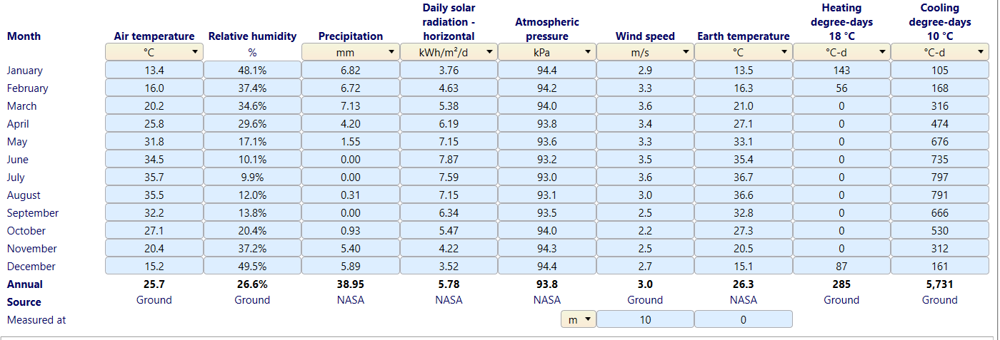 Month Air temperature Relative humidity Precipitation Daily solar radiation - horizontal Atmospheric pressure Wind speed Earth temperature Heating degree-days 18 °C Cooling degree-days 10 °C
°C % mm kWh/m²/d kPa m/s °C °C-d °C-d
January 13.4 48.1% 6.82 3.76 94.4 2.9 13.5 143 105
February 16.0 37.4% 6.72 4.63 94.2 3.3 16.3 56 168
March 20.2 34.6% 7.13 5.38 94.0 3.6 21.0 0 316
April 25.8 29.6% 4.20 6.19 93.8 3.4 27.1 0 474
May 31.8 17.1% 1.55 7.15 93.6 3.3 33.1 0 676
June 34.5 10.1% 0.00 7.87 93.2 3.5 35.4 0 735
July 35.7 9.9% 0.00 7.59 93.0 3.6 36.7 0 797
August 35.5 12.0% 0.31 7.15 93.1 3.0 36.6 0 791
September 32.2 13.8% 0.00 6.34 93.5 2.5 32.8 0 666
October 27.1 20.4% 0.93 5.47 94.0 2.2 27.3 0 530
November 20.4 37.2% 5.40 4.22 94.3 2.5 20.5 0 312
December 15.2 49.5% 5.89 3.52 94.4 2.7 15.1 87 161
Annual 25.7 26.6% 38.95 5.78 93.8 3.0 26.3 285 5,731
Source Ground Ground NASA NASA NASA Ground NASA Ground Ground
Measured at m 10 0